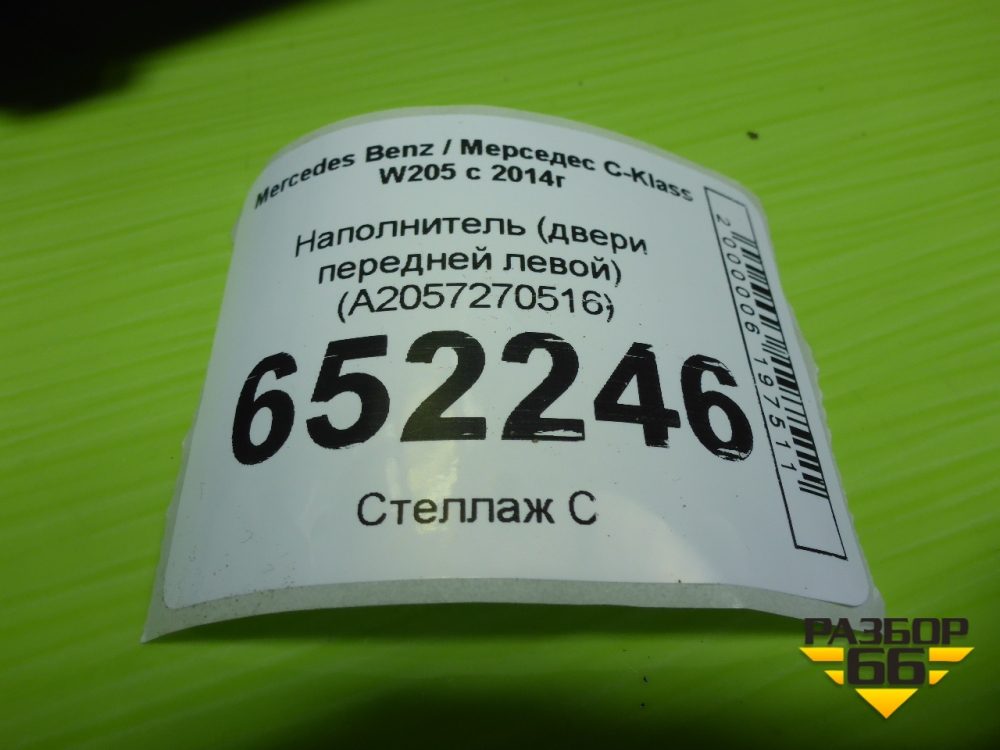 Mercedes Benz / Мерседес C-Klass
W205 с 2014г
Наполнитель (двери
передней левой)
(A2057270516)
652246
Стеллаж С
2000006197511
РАЗБОР
66